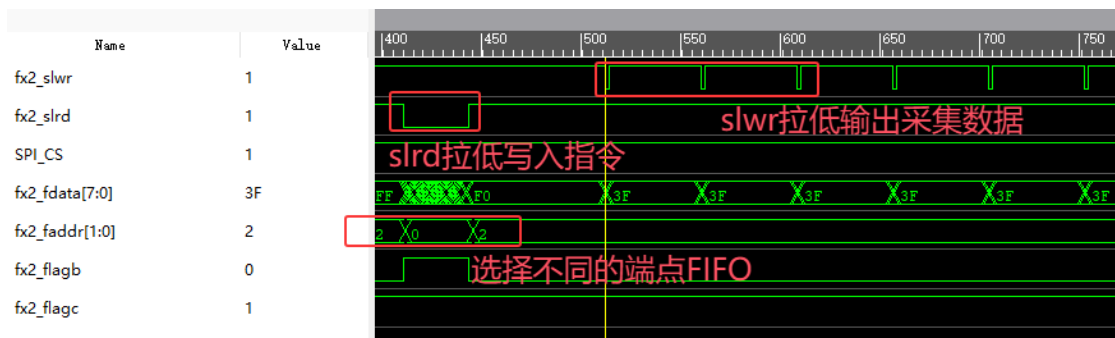 Name Value 400 450 500 550 600 650 700 750
fx2_slwr 1
fx2_slrd 1
slwr拉低输出采集数据
SPI_CS 1
slrd拉低写入指令
fx2_fdata[7:0] 3F FF F0 3F 3F 3F 3F 3F 3F
fx2_faddr[1:0] 2 2 0 2
fx2_flagb 0
选择不同的端点FIFO
fx2_flagc 1